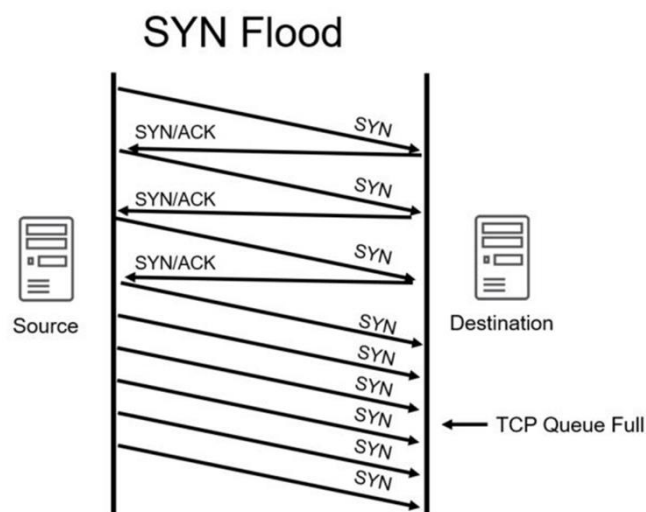 SYN Flood
SYN
SYN/ACK
SYN
SYN/ACK
SYN
SYN/ACK
Source
Destination
SYN
SYN
SYN
SYN
TCP Queue Full
SYN
SYN